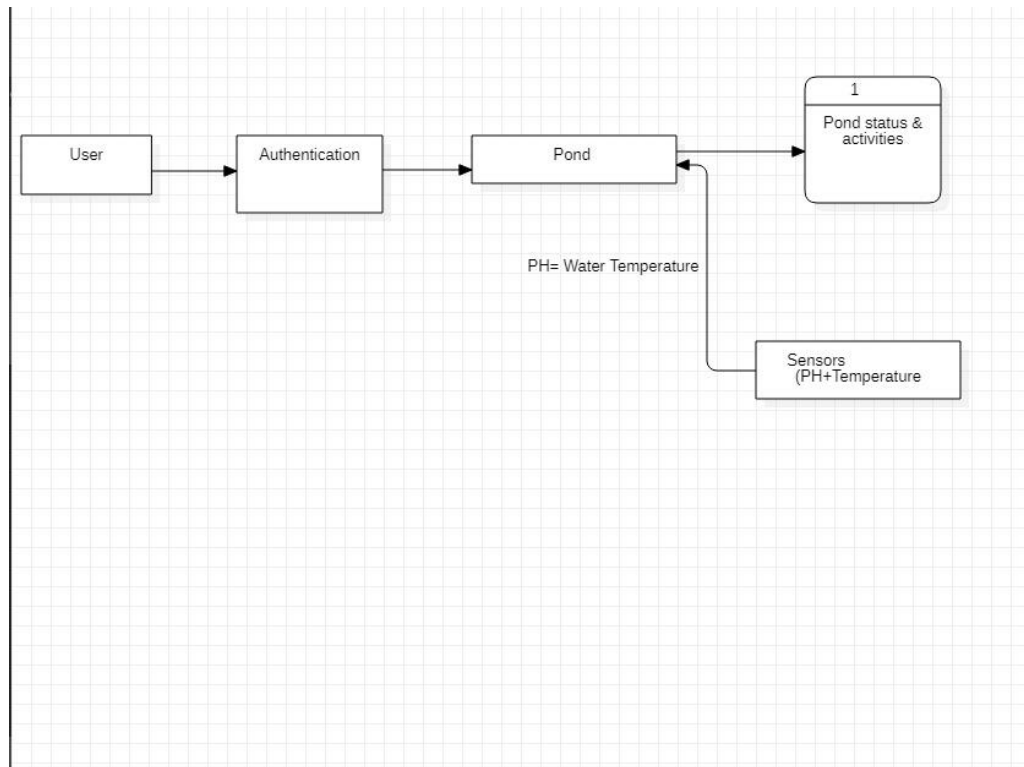 1
Pond status &
activities
User
Authentication
Pond
PH= Water Temperature
Sensors
(PH+Temperature